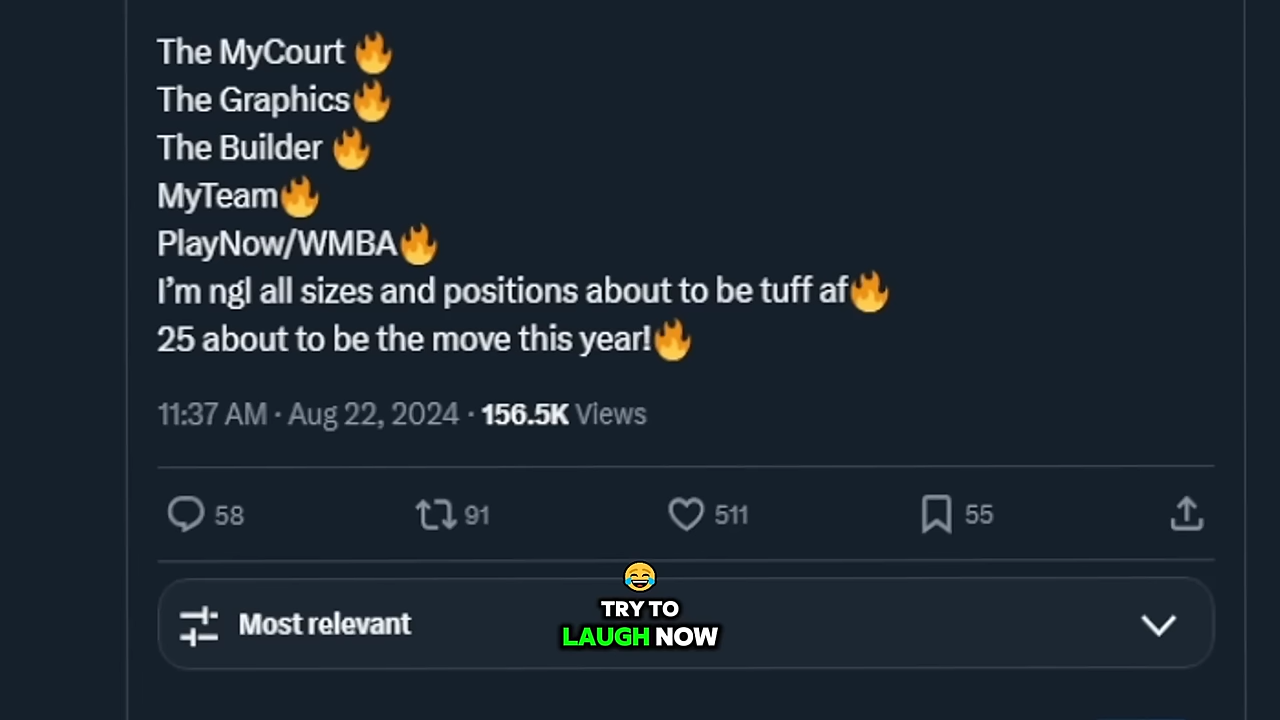 The MyCourt 🔥
The Graphics🔥
The Builder 🔥
MyTeam🔥
PlayNow/WMBA🔥
I'm ngl all sizes and positions about to be tuff af🔥
25 about to be the move this year!🔥
11:37 AM · Aug 22, 2024 · 156.5K Views
58 91 511 55
Most relevant
😂
TRY TO
LAUGH NOW